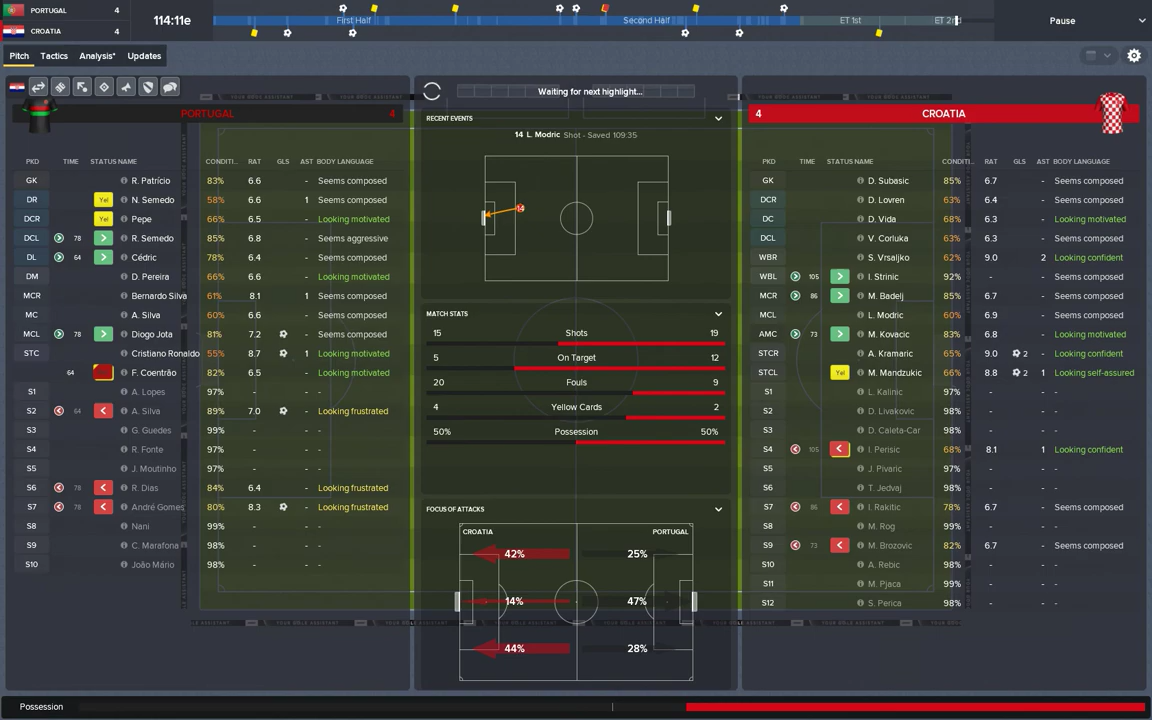 PORTUGAL 4
CROATIA 4
114:11e
First Half
Second Half
ET 1st
ET 2nd
Pause
Pitch Tactics Analysis* Updates
PORTUGAL 4
PKD TIME STATUS NAME CONDITI... RAT GLS AST BODY LANGUAGE
GK R. Patrício 83% 6.6 - Seems composed
DR Yel N. Semedo 58% 6.6 1 Seems composed
DCR Yel Pepe 66% 6.5 - Looking motivated
DCL 78 R. Semedo 85% 6.8 - Seems aggressive
DL 64 Cédric 78% 6.4 - Seems composed
DM D. Pereira 66% 6.6 - Looking motivated
MCR Bernardo Silva 61% 8.1 1 Seems composed
MC A. Silva 60% 6.6 - Seems composed
MCL 78 Diogo Jota 81% 7.2 - Seems composed
STC Cristiano Ronaldo 55% 8.7 1 Looking motivated
64 F. Coentrão 82% 6.5 - Looking motivated
S1 A. Lopes 97% - - -
S2 64 A. Silva 89% 7.0 - Looking frustrated
S3 G. Guedes 99% - - -
S4 R. Fonte 97% - - -
S5 J. Moutinho 97% - - -
S6 78 R. Dias 84% 6.4 - Looking frustrated
S7 78 André Gomes 80% 8.3 - Looking frustrated
S8 Nani 99% - - -
S9 C. Marafona 98% - - -
S10 João Mário 98% - - -
Waiting for next highlight...
RECENT EVENTS
14 L. Modric Shot - Saved 109:35
14
MATCH STATS
15 Shots 19
5 On Target 12
20 Fouls 9
4 Yellow Cards 2
50% Possession 50%
FOCUS OF ATTACKS
CROATIA PORTUGAL
42% 25%
14% 47%
44% 28%
4 CROATIA
PKD TIME STATUS NAME CONDITI... RAT GLS AST BODY LANGUAGE
GK D. Subasic 85% 6.7 - Seems composed
DCR D. Lovren 63% 6.4 - Seems composed
DC D. Vida 68% 6.3 - Looking motivated
DCL V. Corluka 63% 6.3 - Seems composed
WBR S. Vrsaljko 62% 9.0 2 Looking confident
WBL 105 I. Strinic 92% - - -
MCR 86 M. Badelj 85% 6.7 - Seems composed
MCL L. Modric 60% 6.9 - Seems composed
AMC 73 M. Kovacic 83% 6.8 - Looking motivated
STCR A. Kramaric 65% 9.0 2 - Looking confident
STCL Yel M. Mandzukic 66% 8.8 2 1 Looking self-assured
S1 L. Kalinic 97% - - -
S2 D. Livakovic 98% - - -
S3 D. Caleta-Car 98% - - -
S4 105 I. Perisic 68% 8.1 1 Looking confident
S5 J. Pivaric 97% - - -
S6 T. Jedvaj 98% - - -
S7 86 I. Rakitic 78% 6.7 - Seems composed
S8 M. Rog 99% - - -
S9 73 M. Brozovic 82% 6.7 - Seems composed
S10 A. Rebic 98% - - -
S11 M. Pjaca 99% - - -
S12 S. Perica 98% - - -
Possession